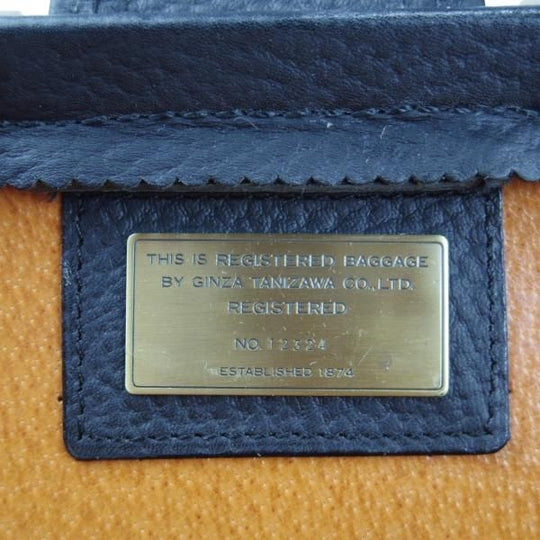 THIS IS REGISTERED BAGGAGE
BY GINZA TANIZAWA CO., LTD.
REGISTERED
NO. 12324
ESTABLISHED 1874